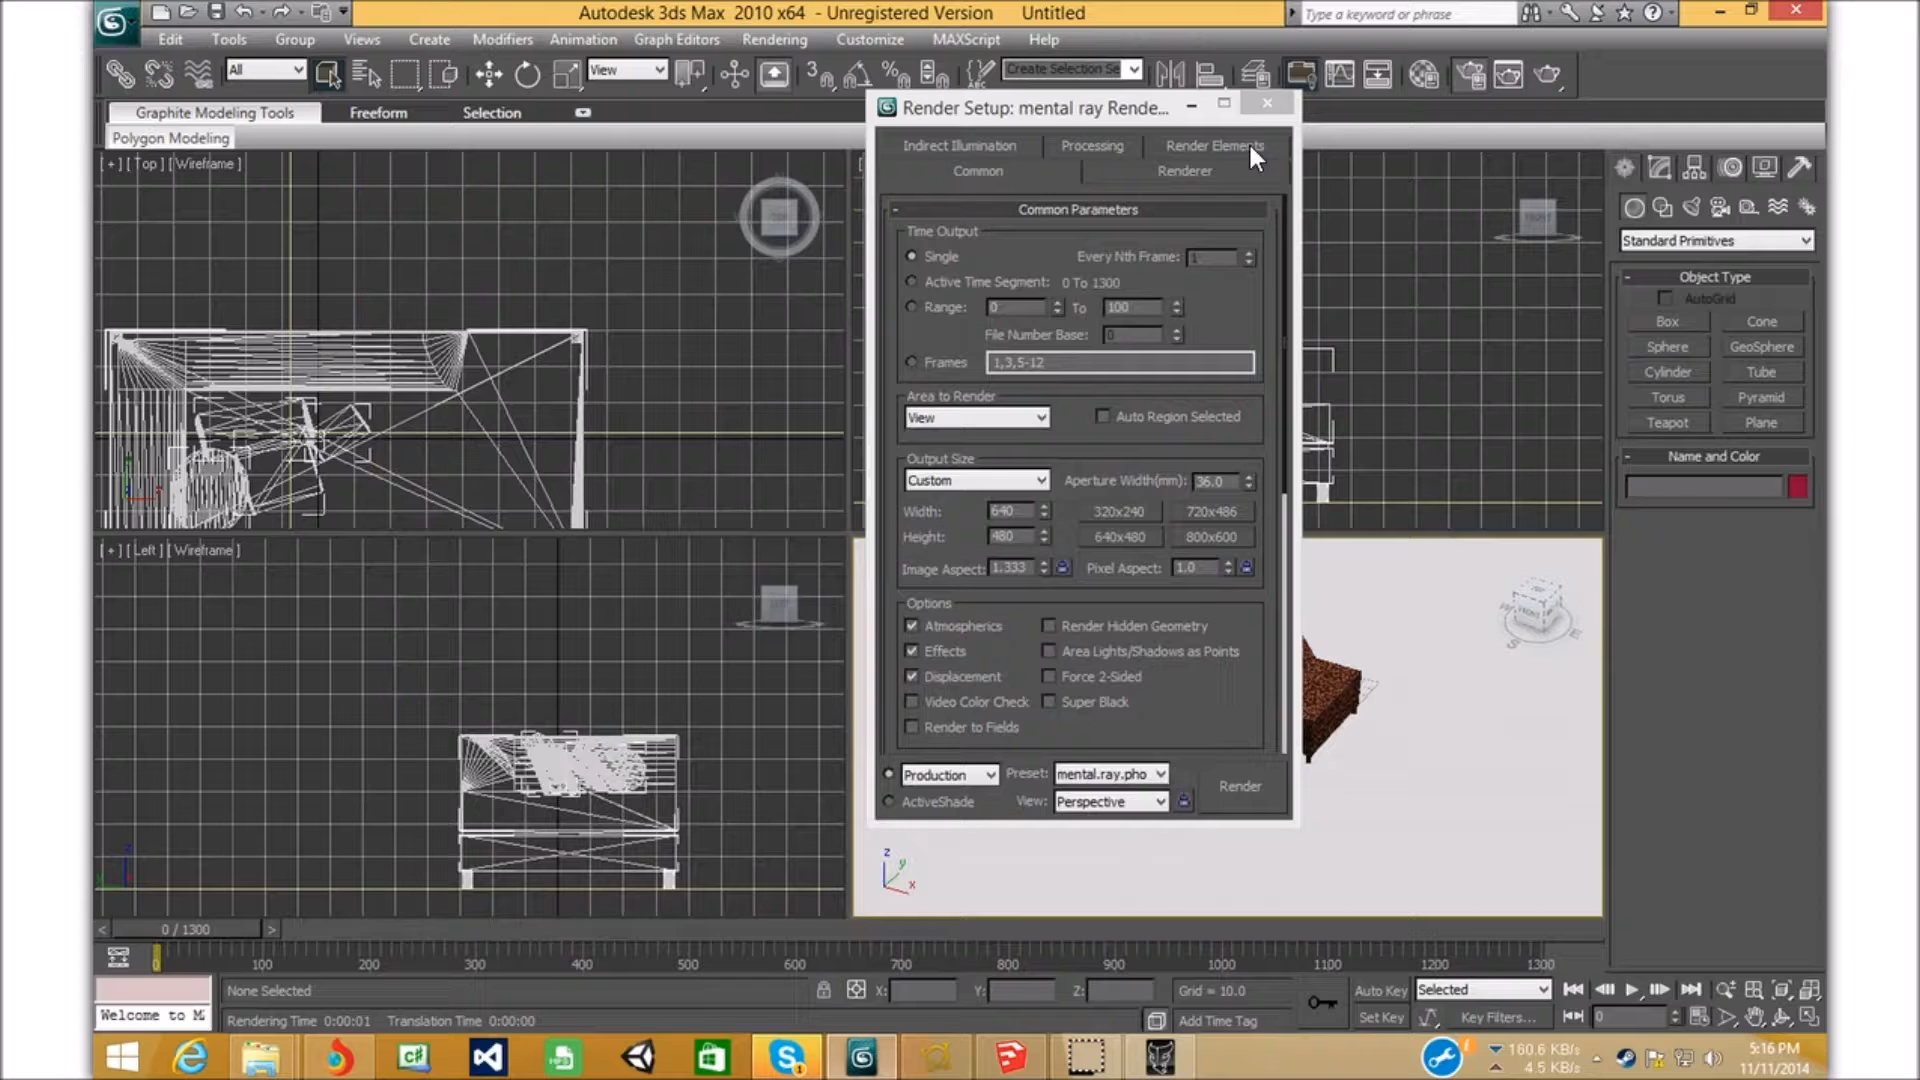 Autodesk 3ds Max 2010 x64 - Unregistered Version Untitled
Type a keyword or phrase
Edit Tools Group Views Create Modifiers Animation Graph Editors Rendering Customize MAXScript Help
All
View
Create Selection Se
Graphite Modeling Tools Freeform Selection
Polygon Modeling
[ + ] [ Top ] [ Wireframe ]
Render Setup: mental ray Rende...
Indirect Illumination Processing Render Elements
Common Renderer
- Common Parameters
Time Output
Single Every Nth Frame: 1
Active Time Segment: 0 To 1300
Range: 0 To 100
File Number Base: 0
Frames 1,3,5-12
Area to Render
View Auto Region Selected
Output Size
Custom Aperture Width(mm): 36.0
Width: 640 320x240 720x486
Height: 480 640x480 800x600
Image Aspect: 1.333 Pixel Aspect: 1.0
Options
Atmospherics Render Hidden Geometry
Effects Area Lights/Shadows as Points
Displacement Force 2-Sided
Video Color Check Super Black
Render to Fields
Production Preset: mental.ray.pho Render
ActiveShade View: Perspective
FRONT
Standard Primitives
- Object Type
AutoGrid
Box Cone
Sphere GeoSphere
Cylinder Tube
Torus Pyramid
Teapot Plane
- Name and Color
[ + ] [ Left ] [ Wireframe ]
z
y
x
< 0 / 1300 >
0 100 200 300 400 500 600 700 800 900 1000 1100 1200 1300
None Selected X: Y: Z: Grid = 10.0 Auto Key Selected
Welcome to M
Rendering Time 0:00:01 Translation Time 0:00:00 Add Time Tag Set Key Key Filters... 0
C#
160.6 KB/s
4.5 KB/s
5:16 PM
11/11/2014